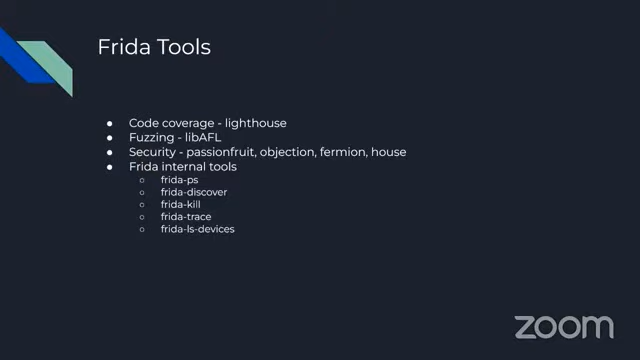 Frida Tools
● Code coverage - lighthouse
● Fuzzing - libAFL
● Security - passionfruit, objection, fermion, house
● Frida internal tools
○ frida-ps
○ frida-discover
○ frida-kill
○ frida-trace
○ frida-ls-devices
zoom